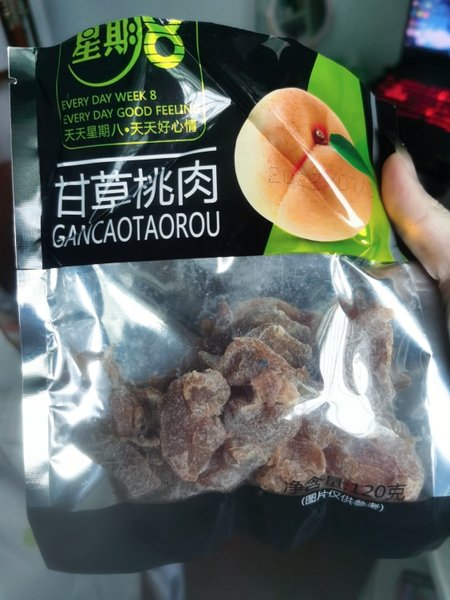 星期8
EVERY DAY WEEK 8
EVERY DAY GOOD FEELING
天天星期八•天天好心情
甘草桃肉
GANCAOTAOROU
净含量:120克
(图片仅供参考)